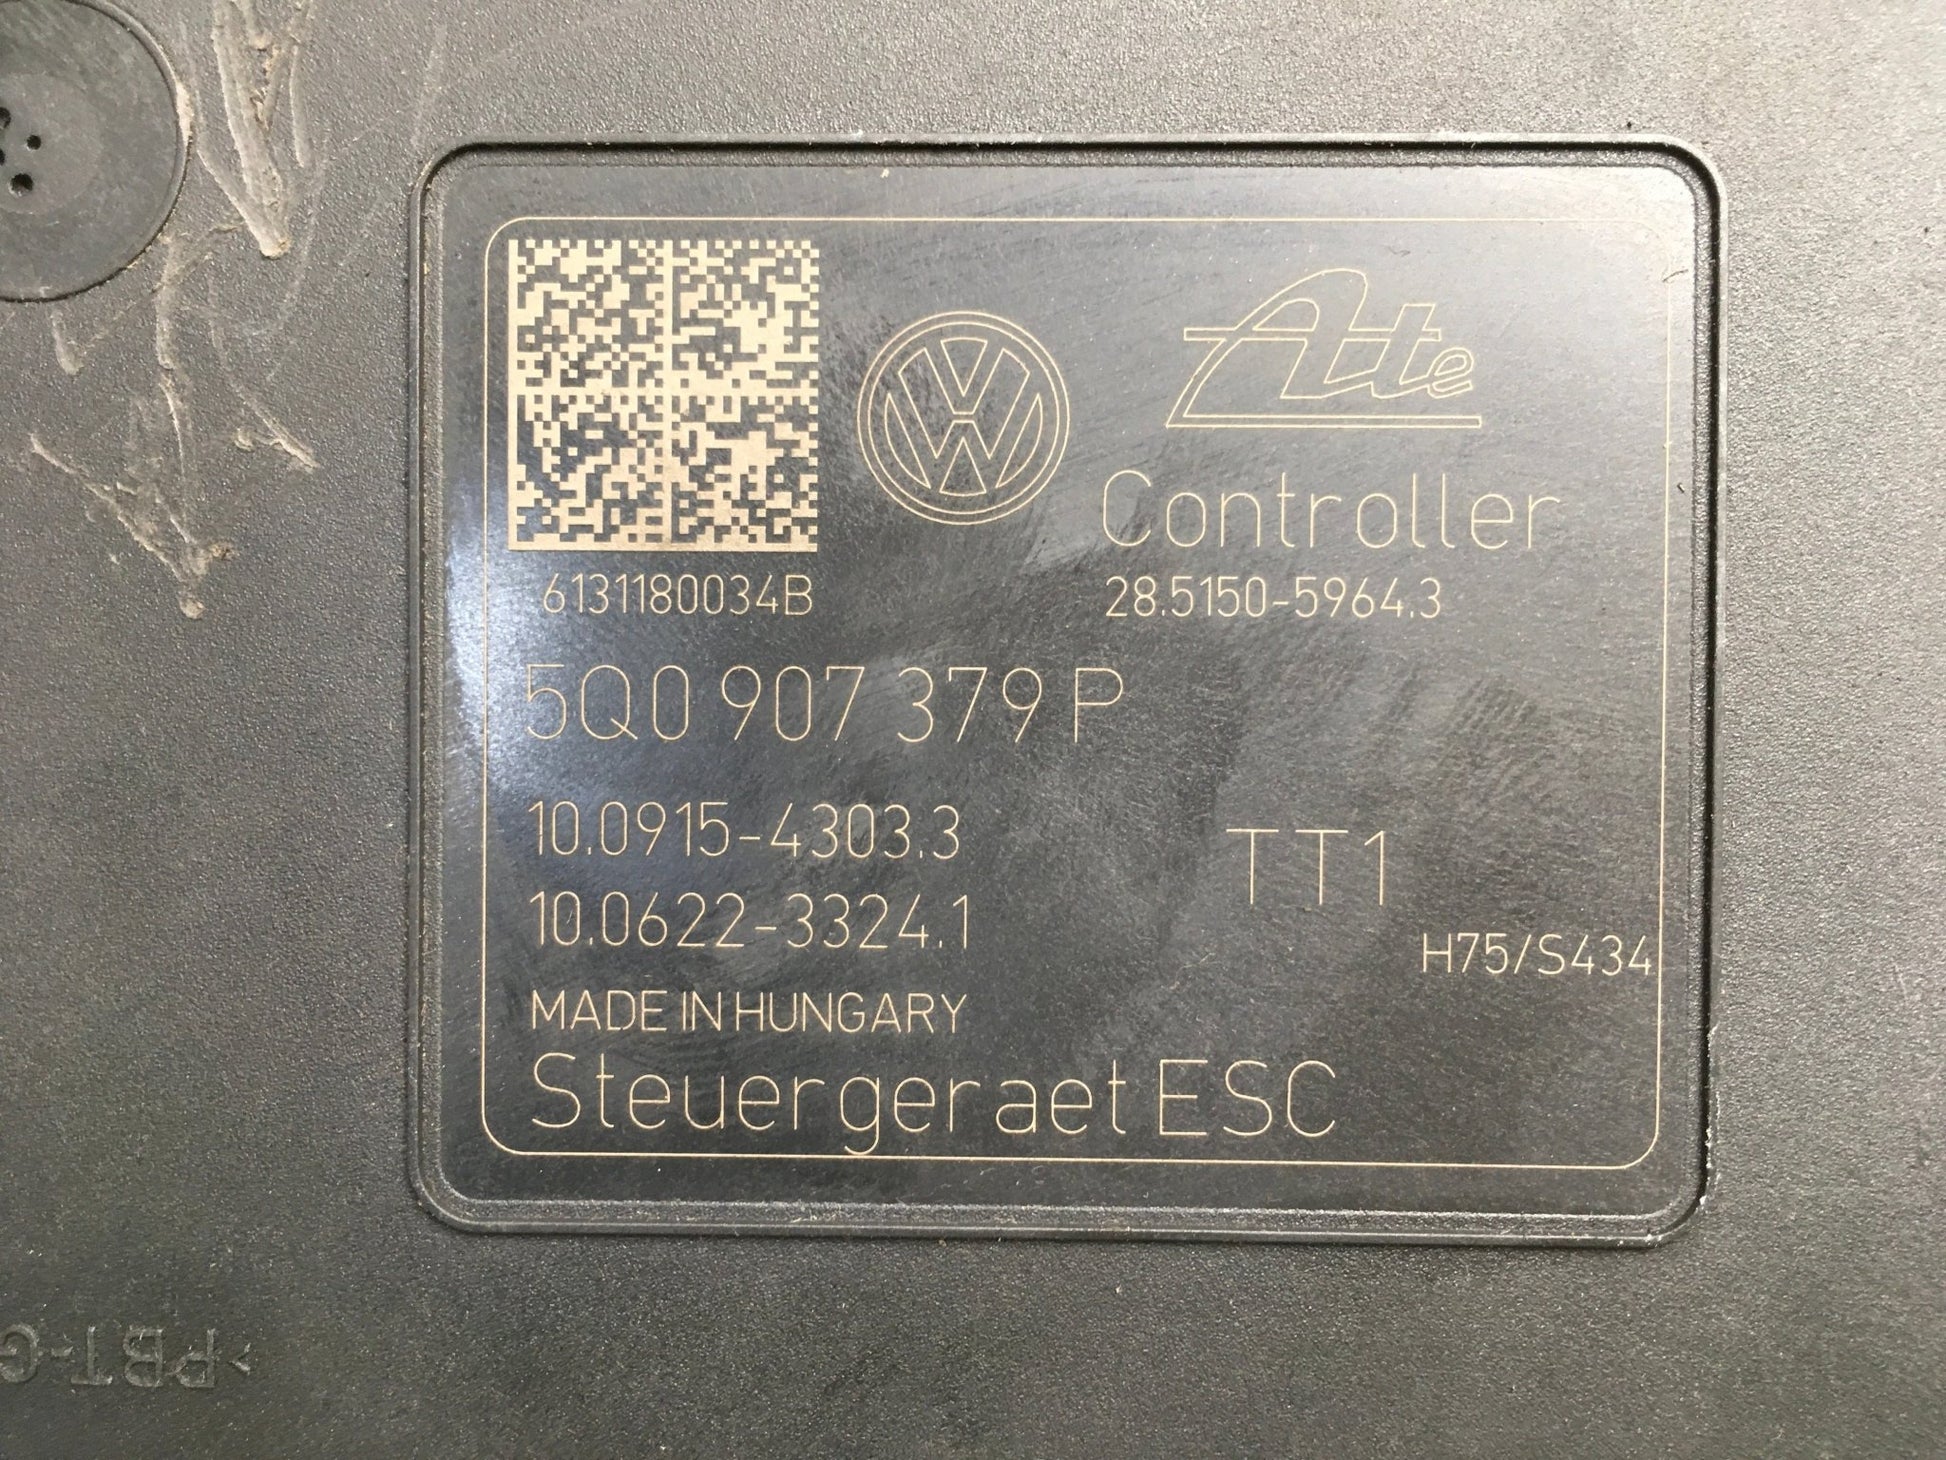 Ate
Controller
6131180034B
28.5150-5964.3
5Q0 907 379 P
10.0915-4303.3
TT1
10.0622-3324.1
H75/S434
MADE IN HUNGARY
Steuergeraet ESC
>PBT-G